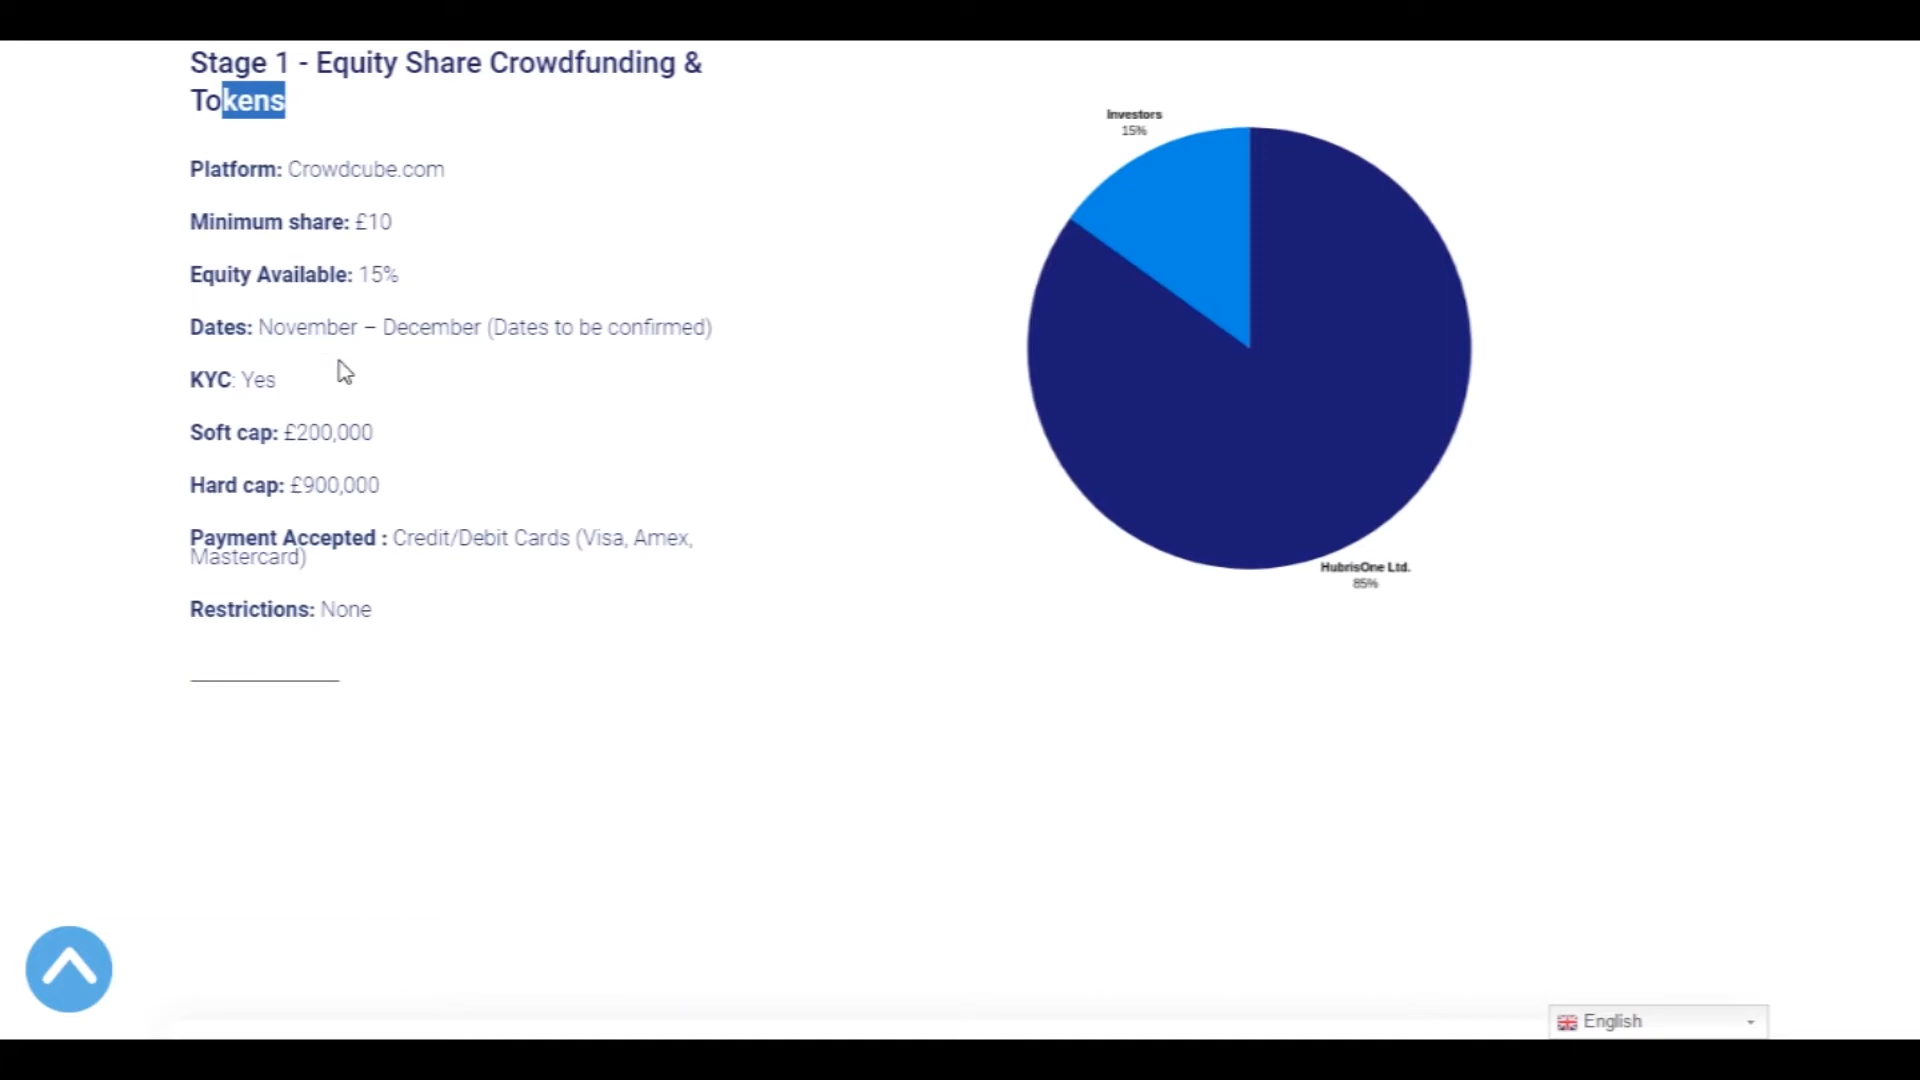 Stage 1 - Equity Share Crowdfunding &
Tokens
Platform: Crowdcube.com
Minimum share: £10
Equity Available: 15%
Dates: November – December (Dates to be confirmed)
KYC: Yes
Soft cap: £200,000
Hard cap: £900,000
Payment Accepted : Credit/Debit Cards (Visa, Amex,
Mastercard)
Restrictions: None
Investors
15%
HubrisOne Ltd.
85%
English